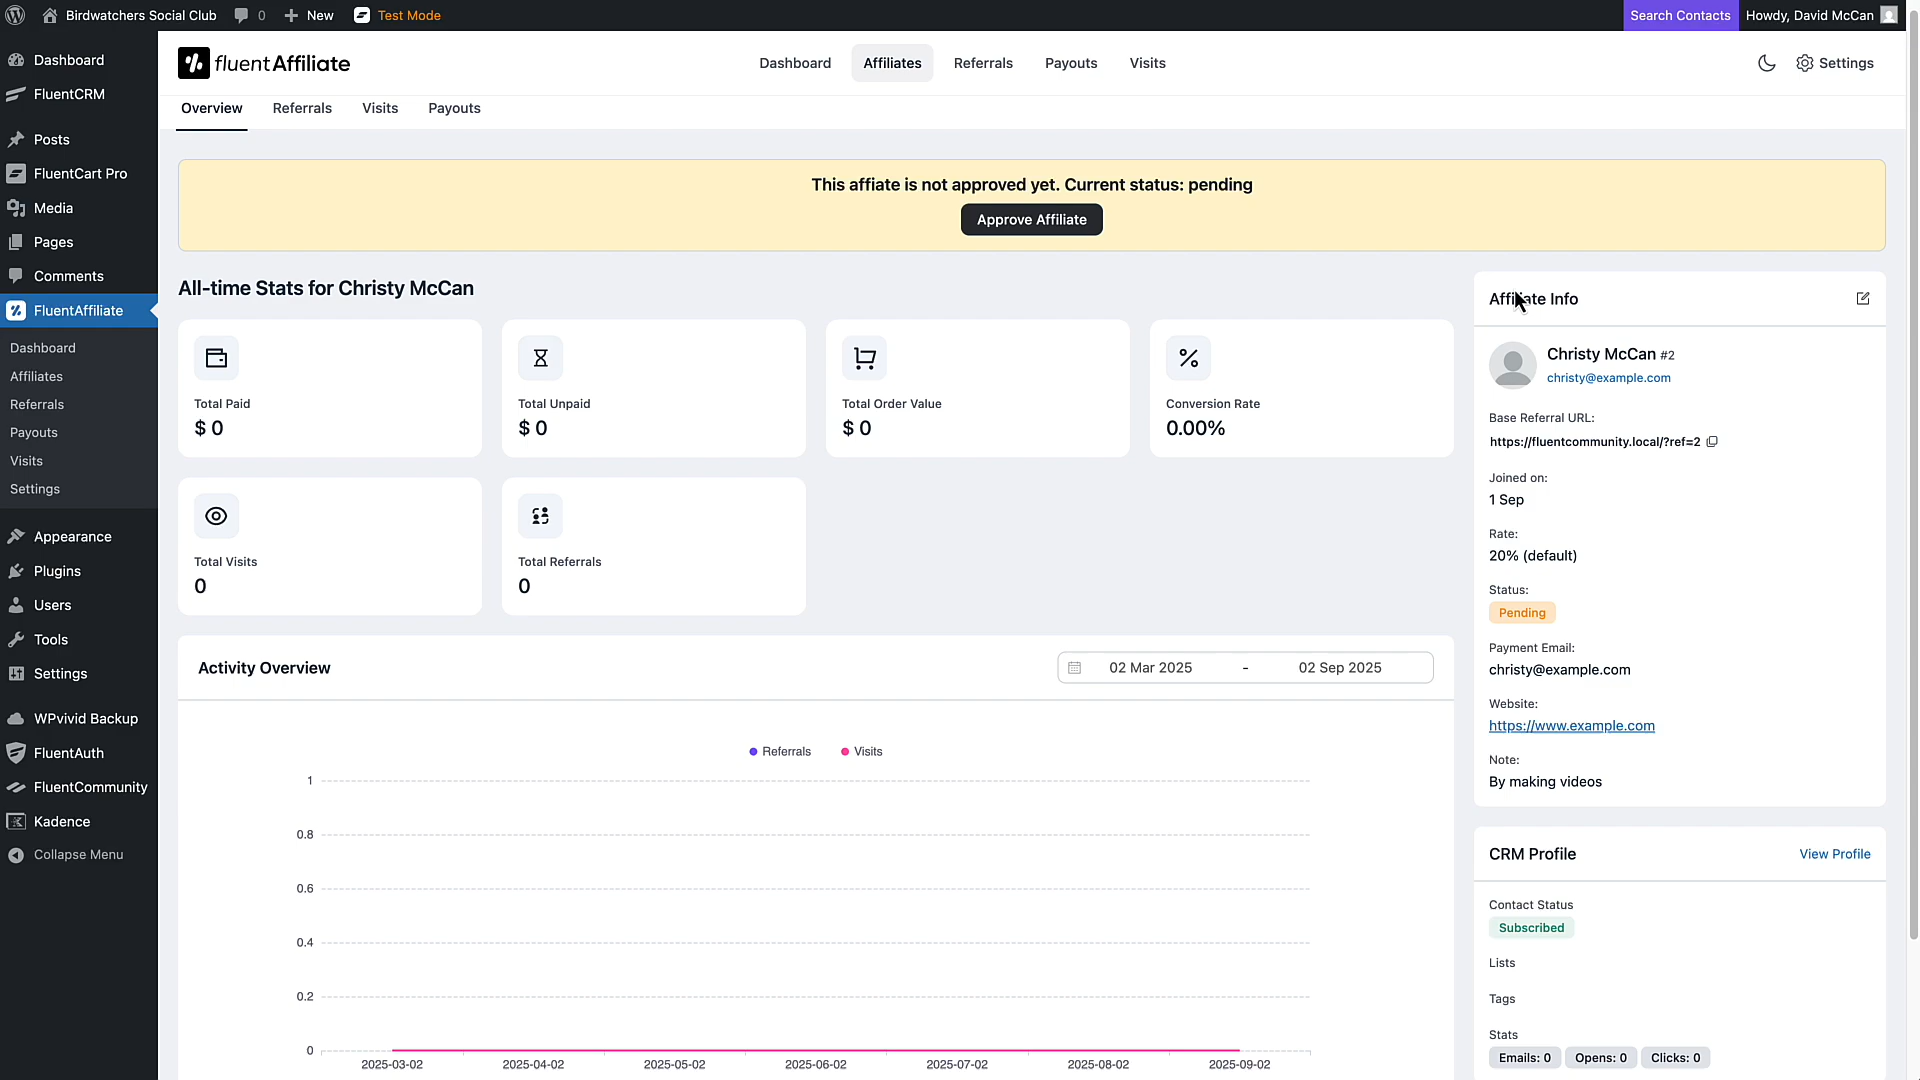 Birdwatchers Social Club
0
New
Test Mode
Search Contacts
Howdy, David McCan
Dashboard
FluentCRM
Posts
FluentCart Pro
Media
Pages
Comments
FluentAffiliate
Dashboard
Affiliates
Referrals
Payouts
Visits
Settings
Appearance
Plugins
Users
Tools
Settings
WPvivid Backup
FluentAuth
FluentCommunity
Kadence
Collapse Menu
fluentAffiliate
Dashboard
Affiliates
Referrals
Payouts
Visits
Settings
Overview
Referrals
Visits
Payouts
This affiate is not approved yet. Current status: pending
Approve Affiliate
All-time Stats for Christy McCan
Total Paid
$ 0
Total Unpaid
$ 0
Total Order Value
$ 0
Conversion Rate
0.00%
Total Visits
0
Total Referrals
0
Activity Overview
02 Mar 2025 - 02 Sep 2025
Referrals
Visits
1
0.8
0.6
0.4
0.2
0
2025-03-02
2025-04-02
2025-05-02
2025-06-02
2025-07-02
2025-08-02
2025-09-02
Affiliate Info
Christy McCan #2
christy@example.com
Base Referral URL:
https://fluentcommunity.local/?ref=2
Joined on:
1 Sep
Rate:
20% (default)
Status:
Pending
Payment Email:
christy@example.com
Website:
https://www.example.com
Note:
By making videos
CRM Profile
View Profile
Contact Status
Subscribed
Lists
Tags
Stats
Emails: 0
Opens: 0
Clicks: 0